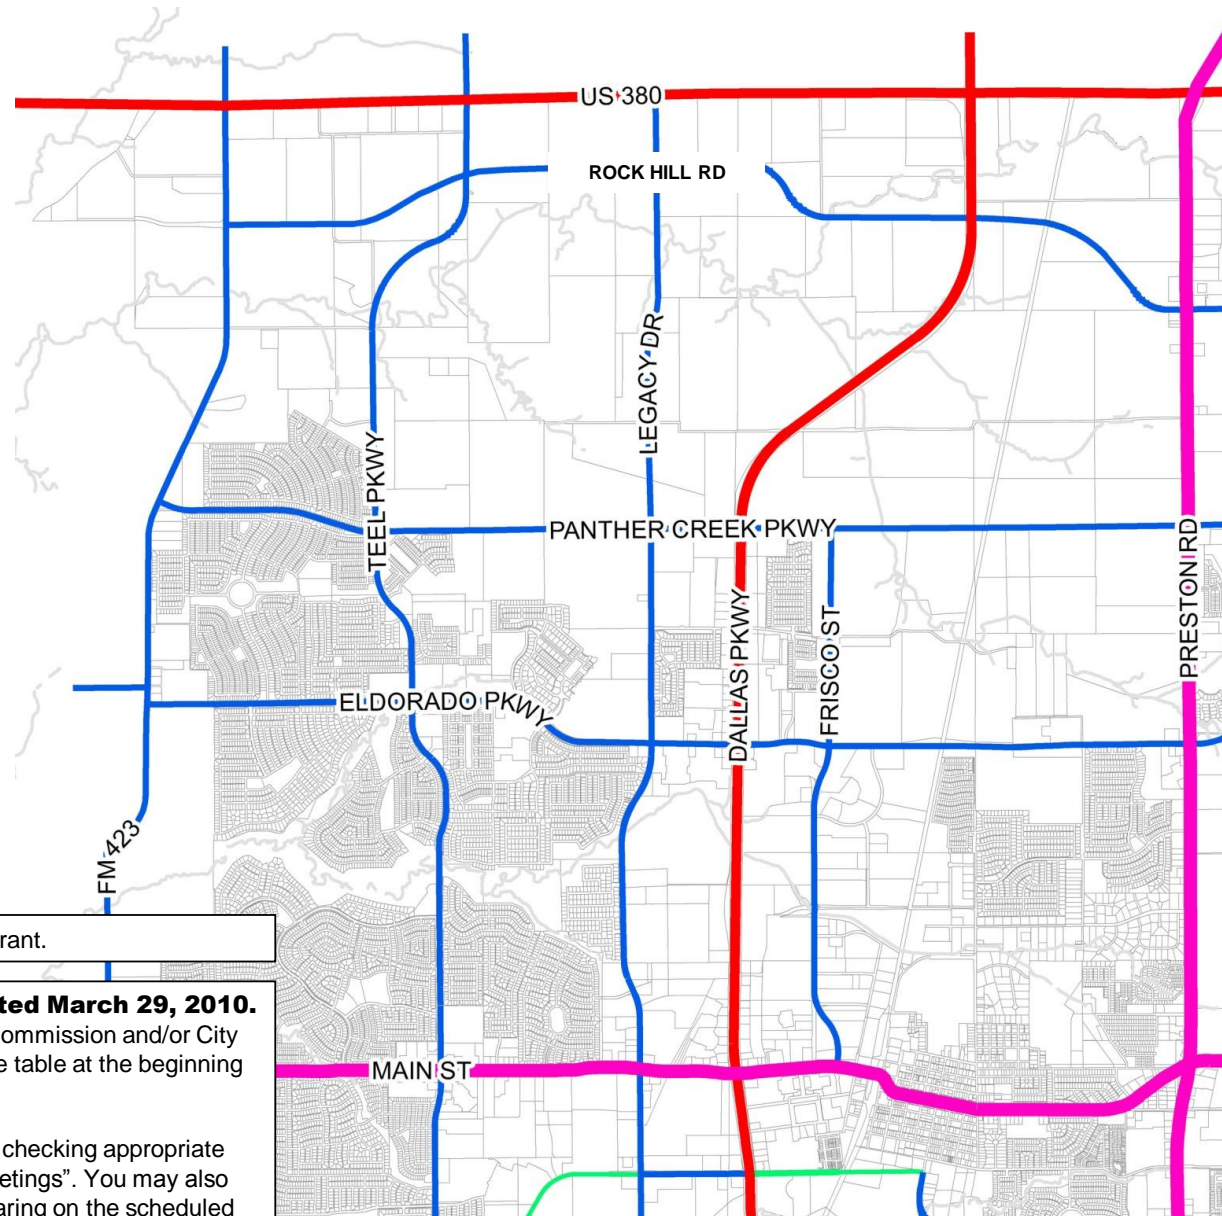 US 380
ROCK HILL RD
LEGACY DR
TEEL PKWY
PANTHER CREEK PKWY
PRESTON RD
DALLAS PKWY
FRISCO ST
ELDORADO PKWY
FM 423
rant.
ted March 29, 2010.
ommission and/or City
e table at the beginning
MAIN ST
checking appropriate
etings”. You may also
aring on the scheduled